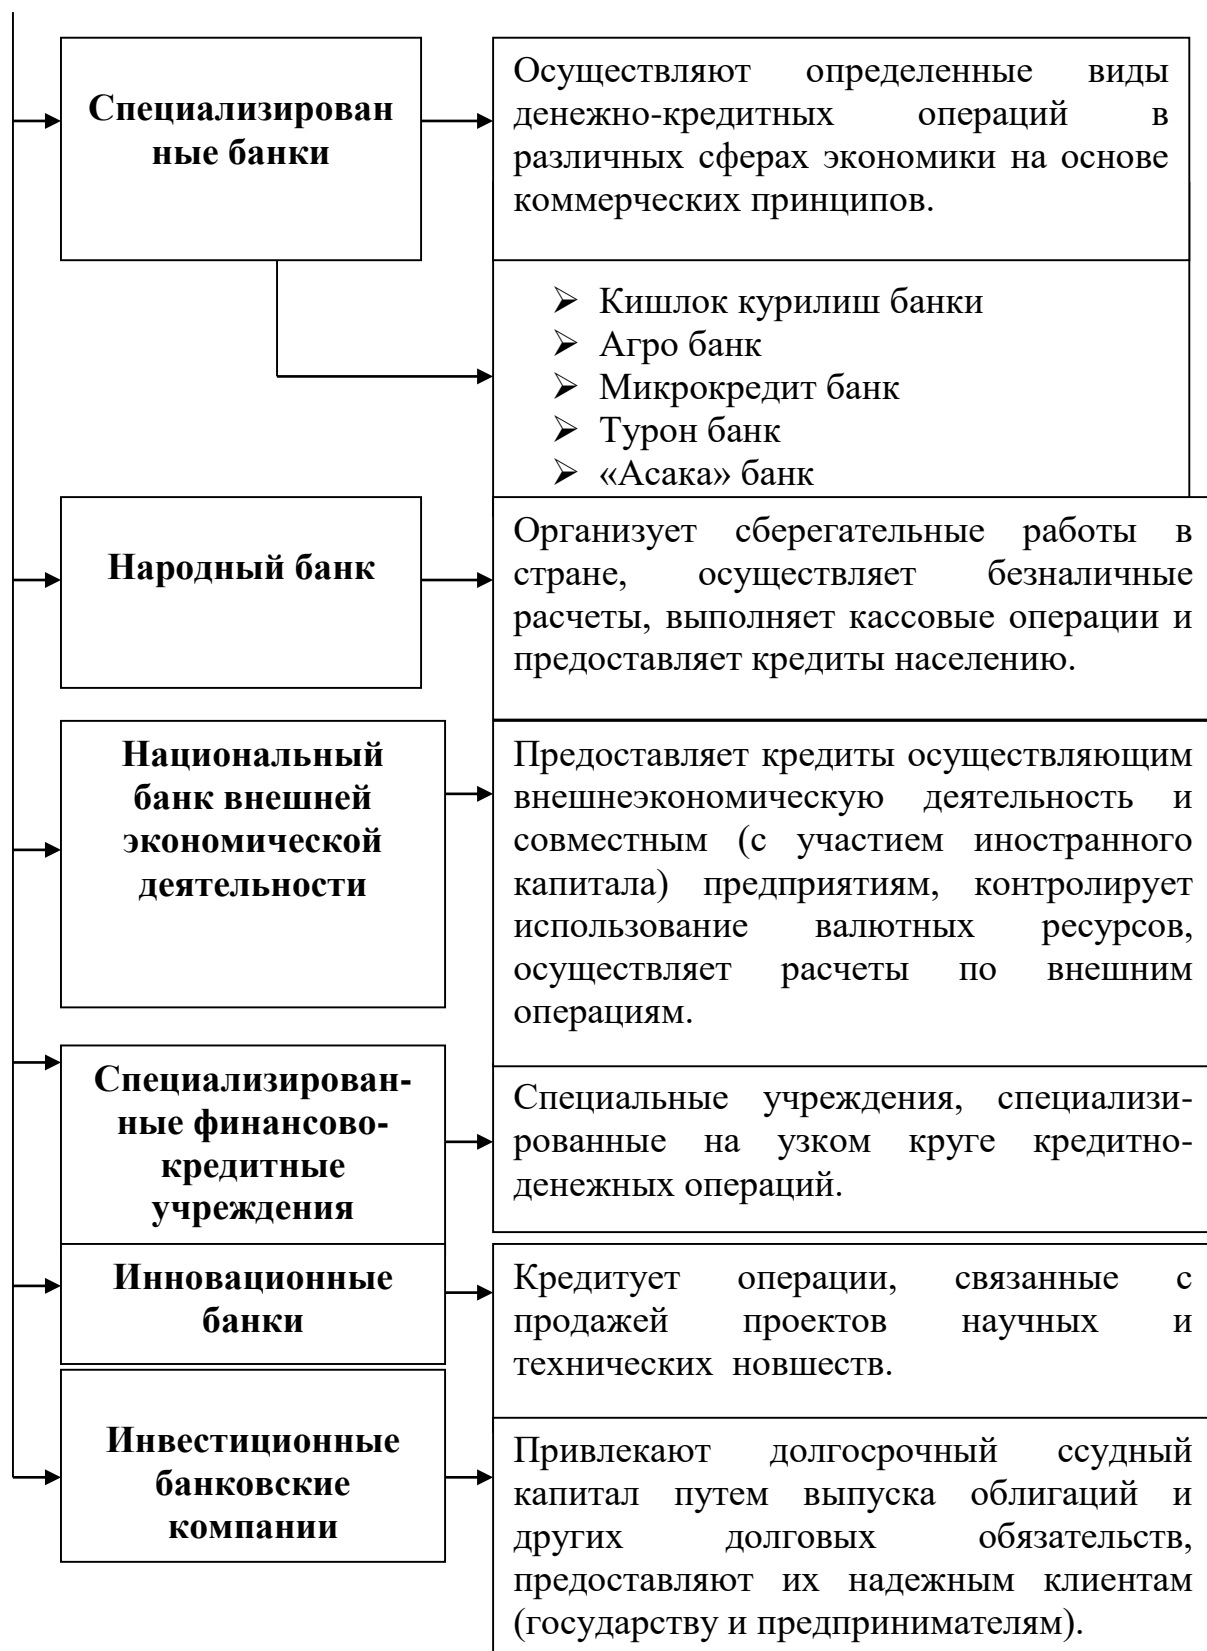 Специализирован
ные банки
Осуществляют определенные виды
денежно-кредитных операций в
различных сферах экономики на основе
коммерческих принципов.
➢ Кишлок курилиш банки
➢ Агро банк
➢ Микрокредит банк
➢ Турон банк
➢ «Асака» банк
Народный банк
Организует сберегательные работы в
стране, осуществляет безналичные
расчеты, выполняет кассовые операции и
предоставляет кредиты населению.
Национальный
банк внешней
экономической
деятельности
Предоставляет кредиты осуществляющим
внешнеэкономическую деятельность и
совместным (с участием иностранного
капитала) предприятиям, контролирует
использование валютных ресурсов,
осуществляет расчеты по внешним
операциям.
Специализирован-
ные финансово-
кредитные
учреждения
Специальные учреждения, специализи-
рованные на узком круге кредитно-
денежных операций.
Инновационные
банки
Кредитует операции, связанные с
продажей проектов научных и
технических новшеств.
Инвестиционные
банковские
компании
Привлекают долгосрочный ссудный
капитал путем выпуска облигаций и
других долговых обязательств,
предоставляют их надежным клиентам
(государству и предпринимателям).